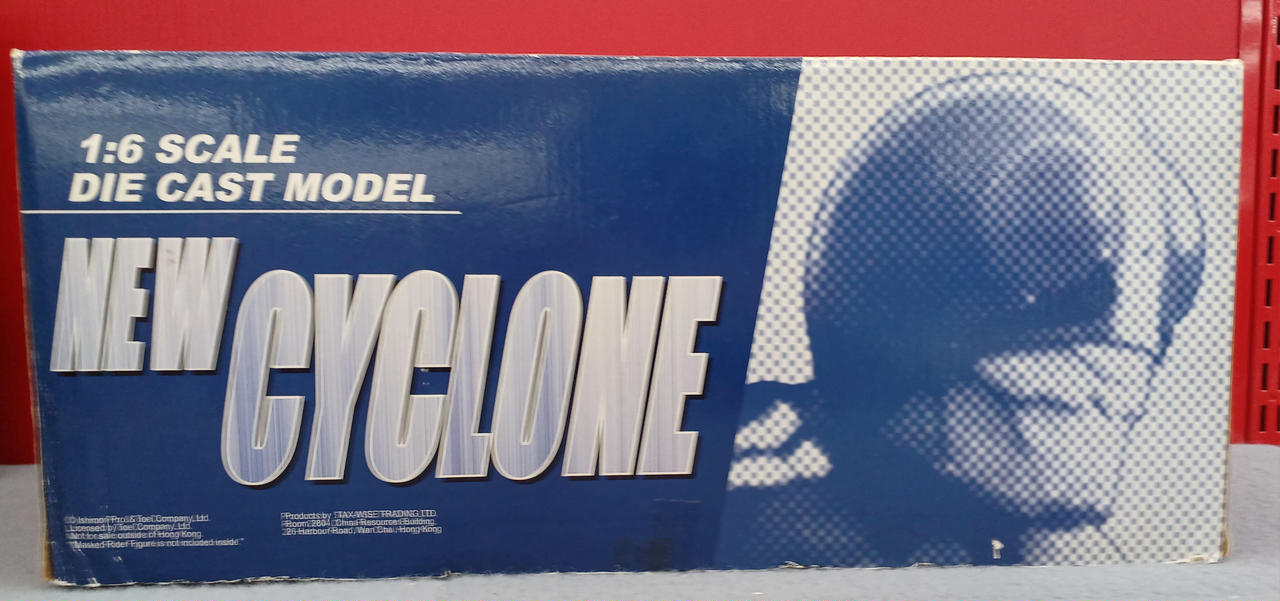 1:6 SCALE
DIE CAST MODEL
NEW
CYCLONE
© Ishimori Pro & Toei Company, Ltd.
Licensed by Toei Company, Ltd.
Not for sale outside of Hong Kong.
"Masked Rider Figure is not included inside"
Products by : TAX-WISE TRADING LTD.
Room 2804, China Resources Building,
26 Harbour Road, Wan Chai, Hong Kong